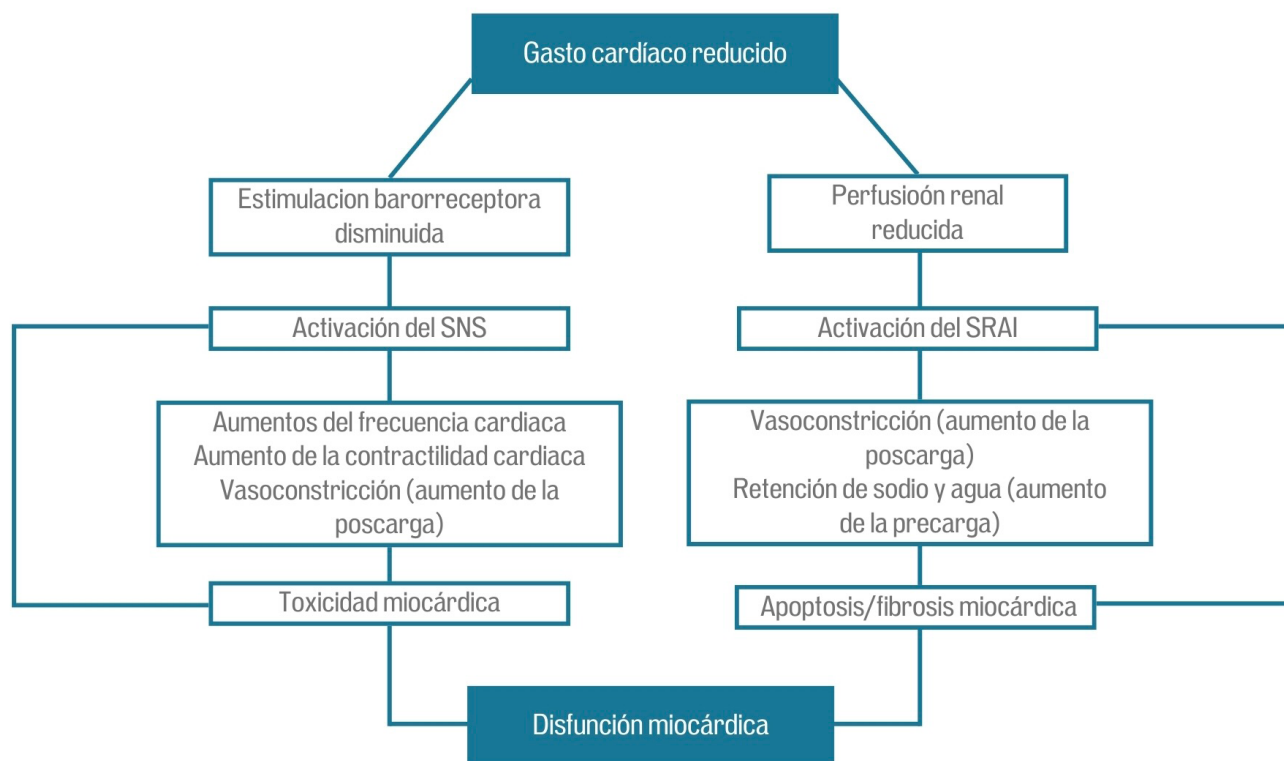 Gasto cardíaco reducido
Estimulacion barorreceptora
disminuida
Perfusioón renal
reducida
Activación del SNS
Activación del SRAI
Aumentos del frecuencia cardiaca
Aumento de la contractilidad cardiaca
Vasoconstricción (aumento de la
poscarga)
Vasoconstricción (aumento de la
poscarga)
Retención de sodio y agua (aumento
de la precarga)
Toxicidad miocárdica
Apoptosis/fibrosis miocárdica
Disfunción miocárdica